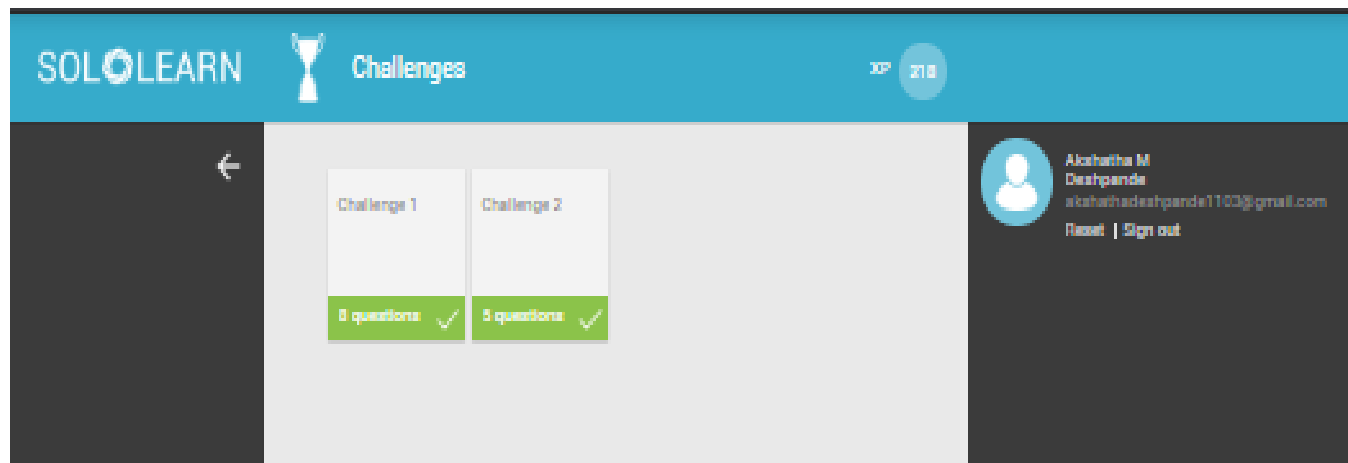 SOLOLEARN
Challenges
XP
Challenge 1
Challenge 2
questions
5 questions
Akshatha M
Deshpande
akshathadeshpande1103@gmail.com
Reset | Sign out